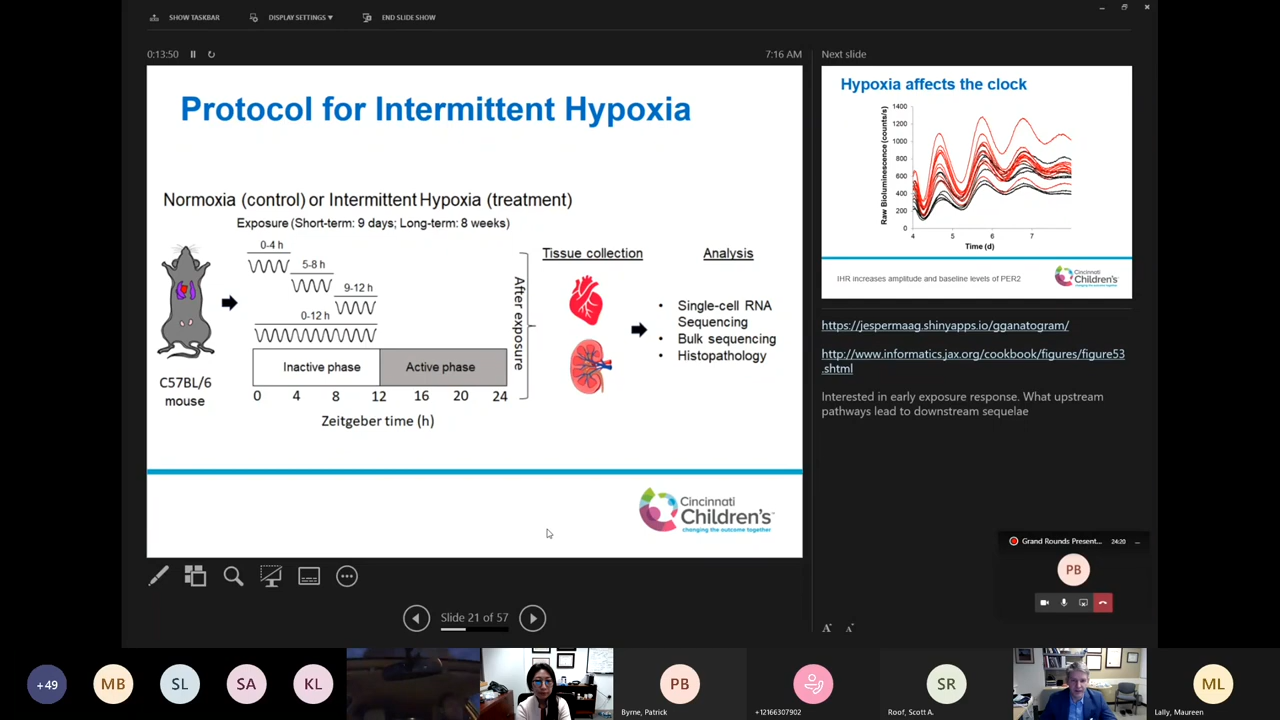 SHOW TASKBAR
DISPLAY SETTINGS ▾
END SLIDE SHOW
0:13:50
7:16 AM
Protocol for Intermittent Hypoxia
Normoxia (control) or Intermittent Hypoxia (treatment)
Exposure (Short-term: 9 days; Long-term: 8 weeks)
0-4 h
5-8 h
9-12 h
0-12 h
Inactive phase
Active phase
0 4 8 12 16 20 24
Zeitgeber time (h)
C57BL/6
mouse
After exposure
Tissue collection
Analysis
• Single-cell RNA
Sequencing
• Bulk sequencing
• Histopathology
Cincinnati
Children's™
changing the outcome together
Slide 21 of 57
Next slide
Hypoxia affects the clock
Raw Bioluminescence (counts/s)
1400
1200
1000
800
600
400
200
0
4 5 6 7
Time (d)
IHR increases amplitude and baseline levels of PER2
Cincinnati
Children's
changing the outcome together
https://jespermaag.shinyapps.io/gganatogram/
http://www.informatics.jax.org/cookbook/figures/figure53
.shtml
Interested in early exposure response. What upstream
pathways lead to downstream sequelae
Grand Rounds Present...
24:20
PB
A A
+49
MB
SL
SA
KL
PB
Byrne, Patrick
+12166307902
SR
Roof, Scott A.
ML
Lally, Maureen